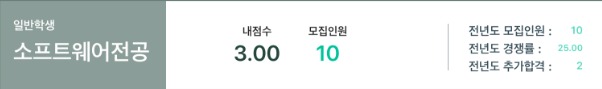 일반학생
소프트웨어전공
내점수
3.00
모집인원
10
전년도 모집인원 : 10
전년도 경쟁률 : 25.00
전년도 추가합격 : 2